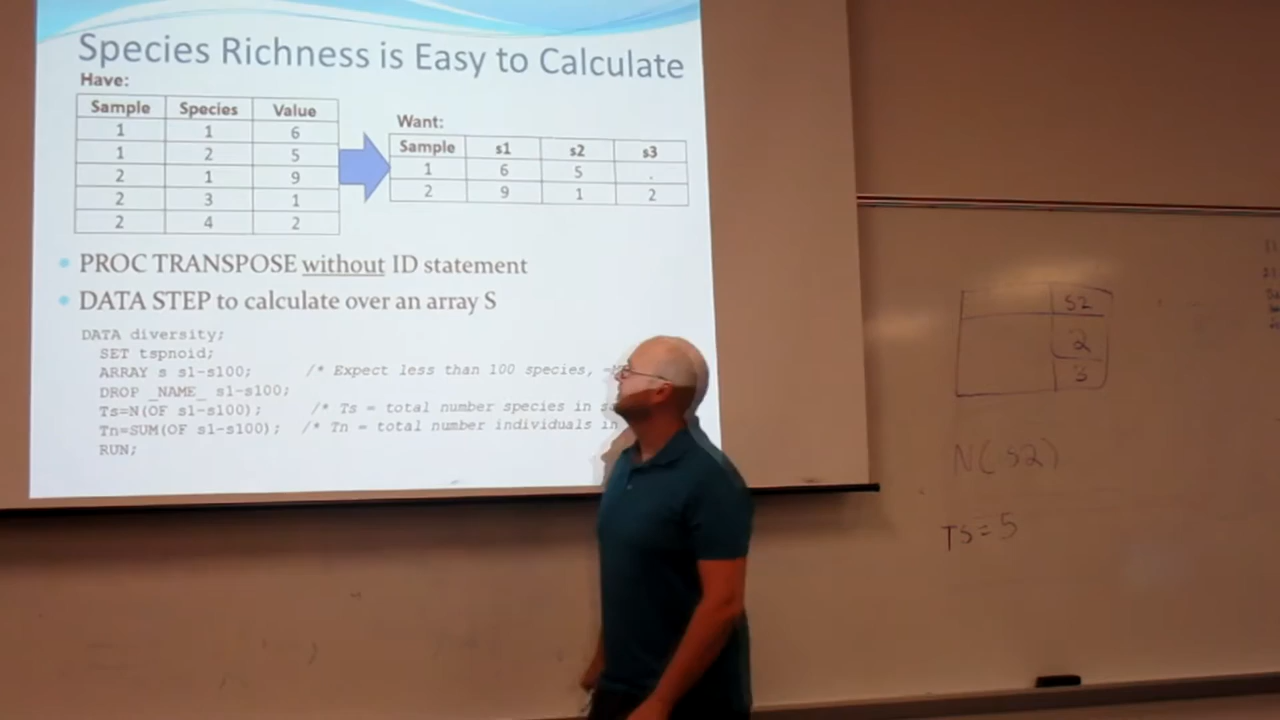 Species Richness is Easy to Calculate
Have:
Sample Species Value
1 1 6
1 2 5
2 1 9
2 3 1
2 4 2
Want:
Sample s1 s2 s3
1 6 5 .
2 9 1 2
PROC TRANSPOSE without ID statement
DATA STEP to calculate over an array S
DATA diversity;
SET tspnoid;
ARRAY s s1-s100; /* Expect less than 100 species,
DROP _NAME_ s1-s100;
Ts=N(OF s1-s100); /* Ts = total number species in
Tn=SUM(OF s1-s100); /* Tn = total number individuals in
RUN;
S2
2
3
N( S2)
TS=5